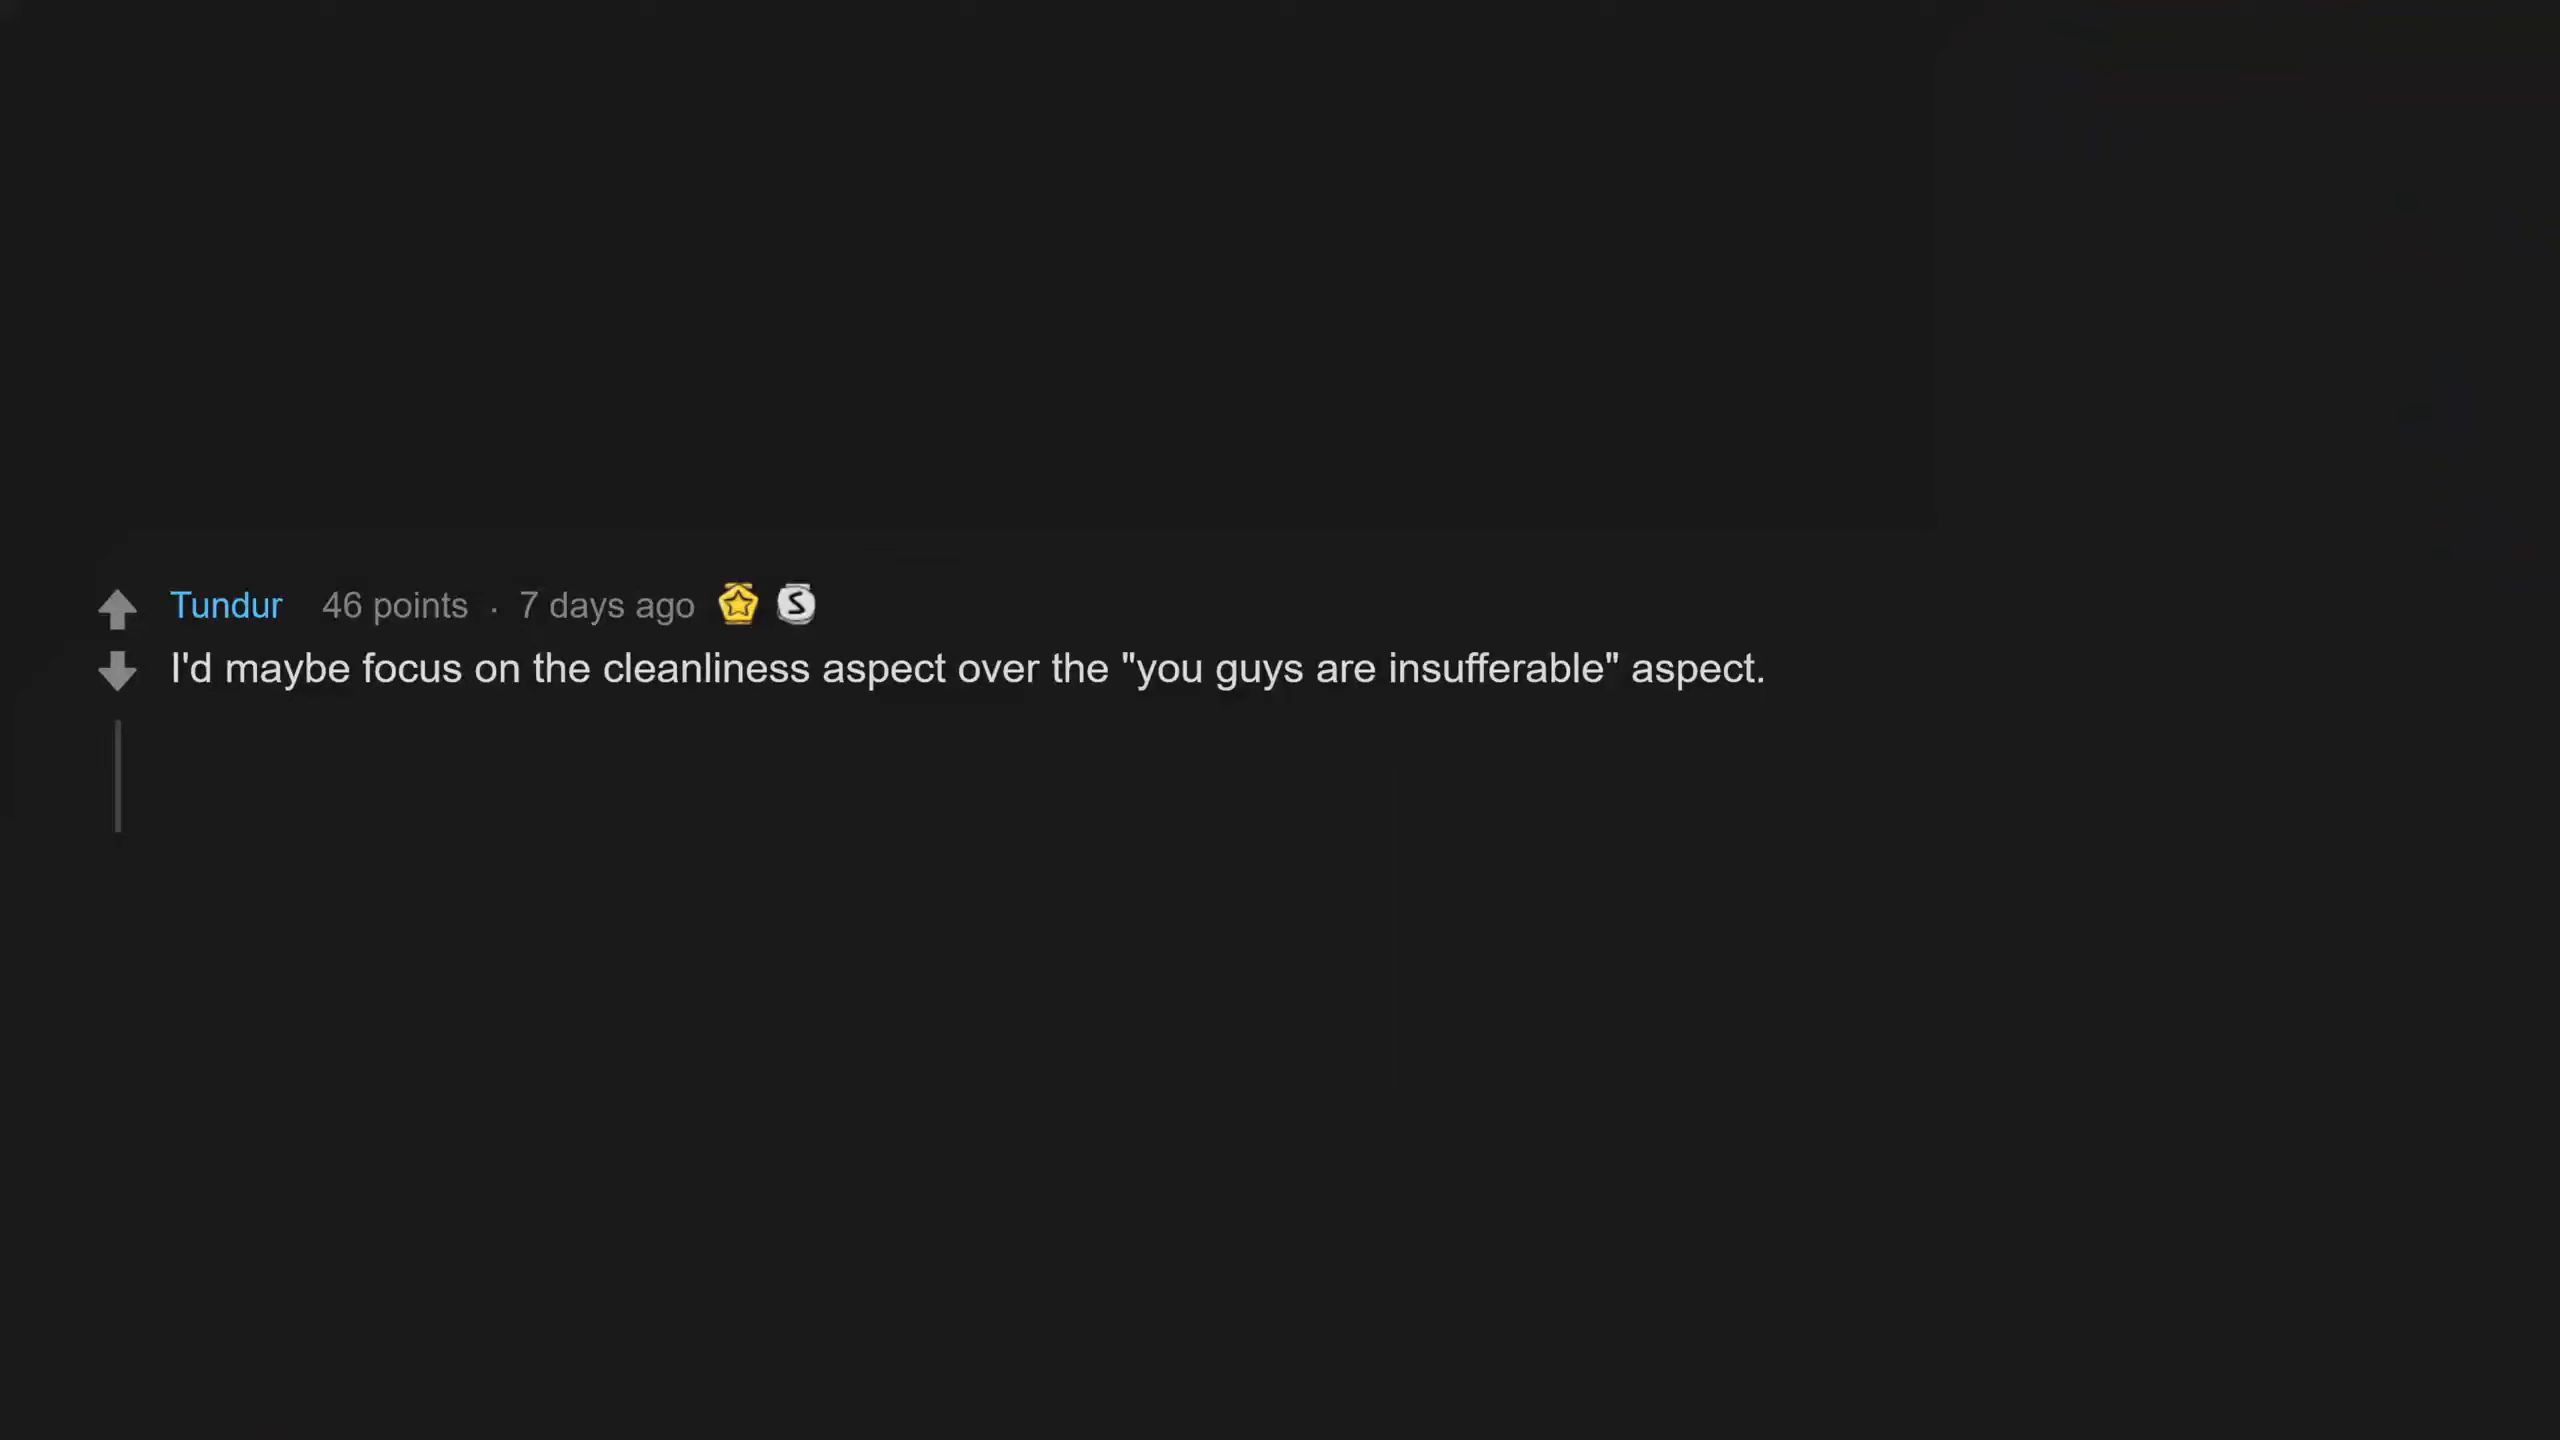 Tundur 46 points · 7 days ago
I'd maybe focus on the cleanliness aspect over the "you guys are insufferable" aspect.